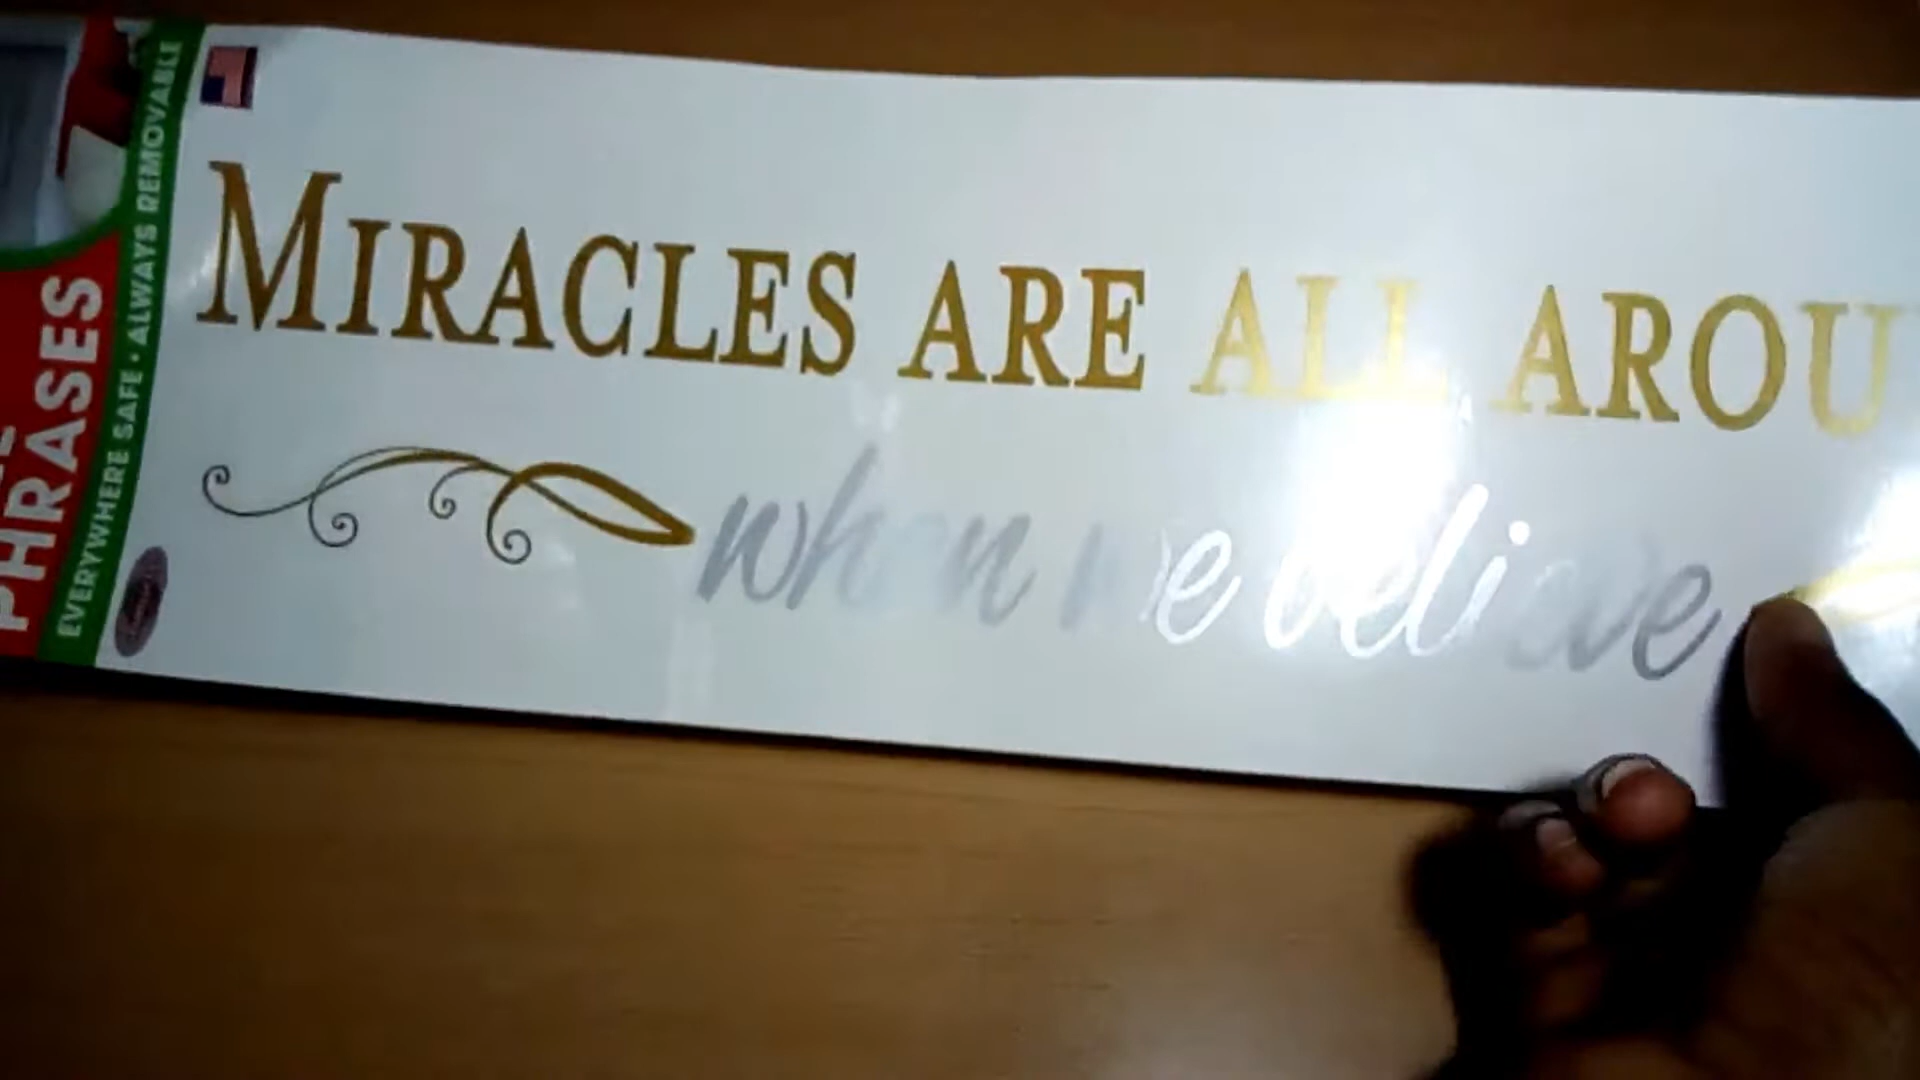 PHRASES
EVERYWHERE SAFE • ALWAYS REMOVABLE
MIRACLES ARE ALL AROU
when we believe